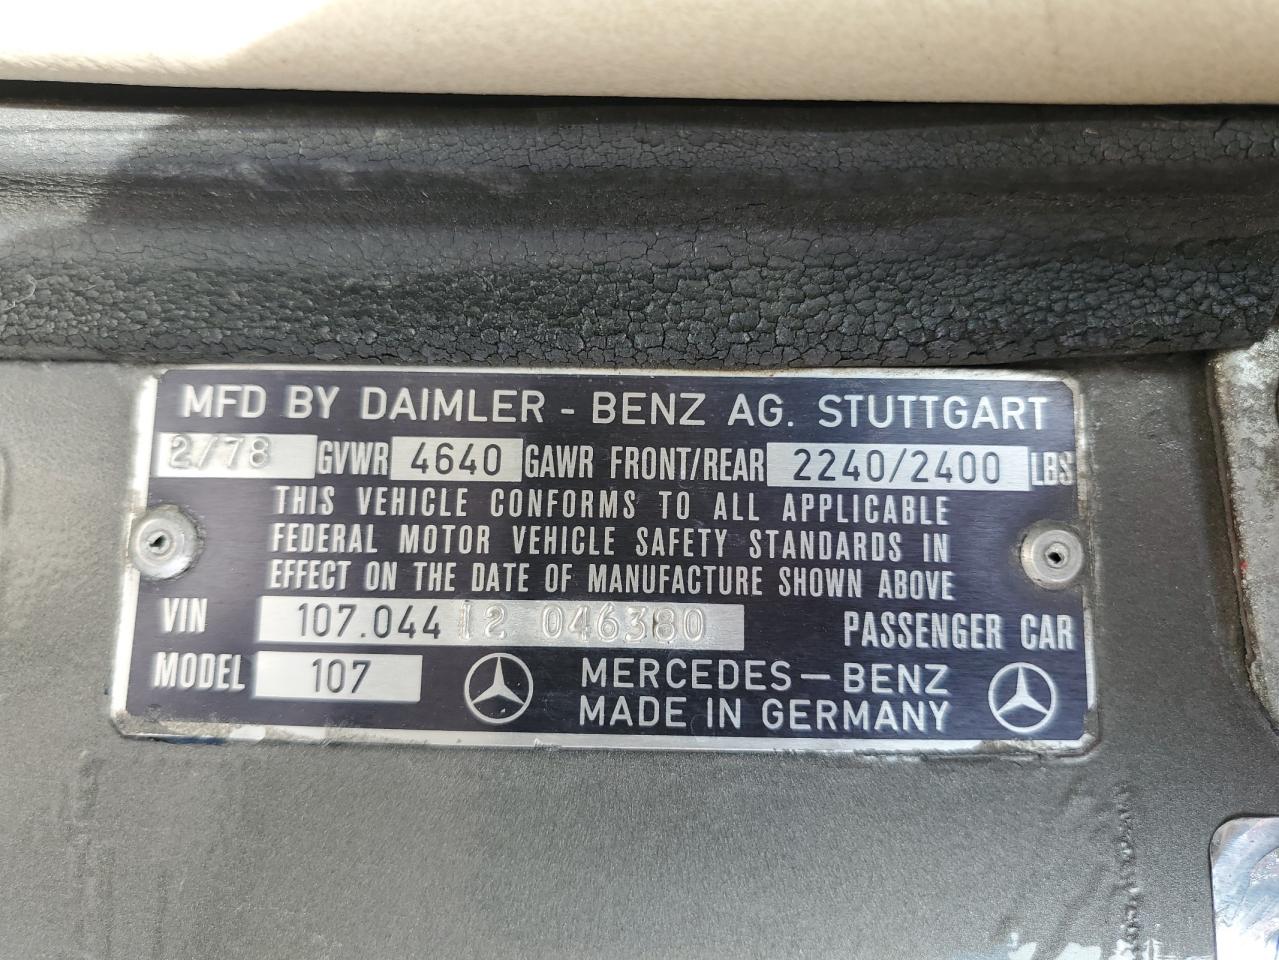 MFD BY DAIMLER - BENZ AG. STUTTGART
2/78 GVWR 4640 GAWR FRONT/REAR 2240/2400 LBS
THIS VEHICLE CONFORMS TO ALL APPLICABLE
FEDERAL MOTOR VEHICLE SAFETY STANDARDS IN
EFFECT ON THE DATE OF MANUFACTURE SHOWN ABOVE
VIN 107.044 12 046380 PASSENGER CAR
MODEL 107 MERCEDES – BENZ
MADE IN GERMANY